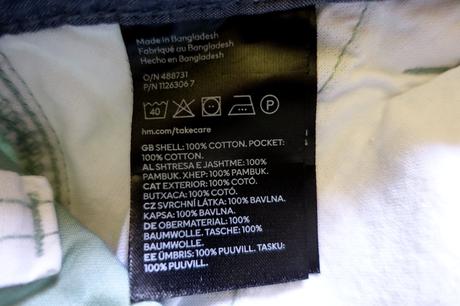 Made in Bangladesh
Fabriqué au Bangladesh
Hecho en Bangladesh
O/N 488731
P/N 1126306 7
40 P
hm.com/takecare
GB SHELL: 100% COTTON. POCKET:
100% COTTON.
AL SHTRESA E JASHTME: 100%
PAMBUK. XHEP: 100% PAMBUK.
CAT EXTERIOR: 100% COTÓ.
BUTXACA: 100% COTÓ.
CZ SVRCHNÍ LÁTKA: 100% BAVLNA.
KAPSA: 100% BAVLNA.
DE OBERMATERIAL: 100%
BAUMWOLLE. TASCHE: 100%
BAUMWOLLE.
EE ÜMBRIS: 100% PUUVILL. TASKU:
100% PUUVILL.